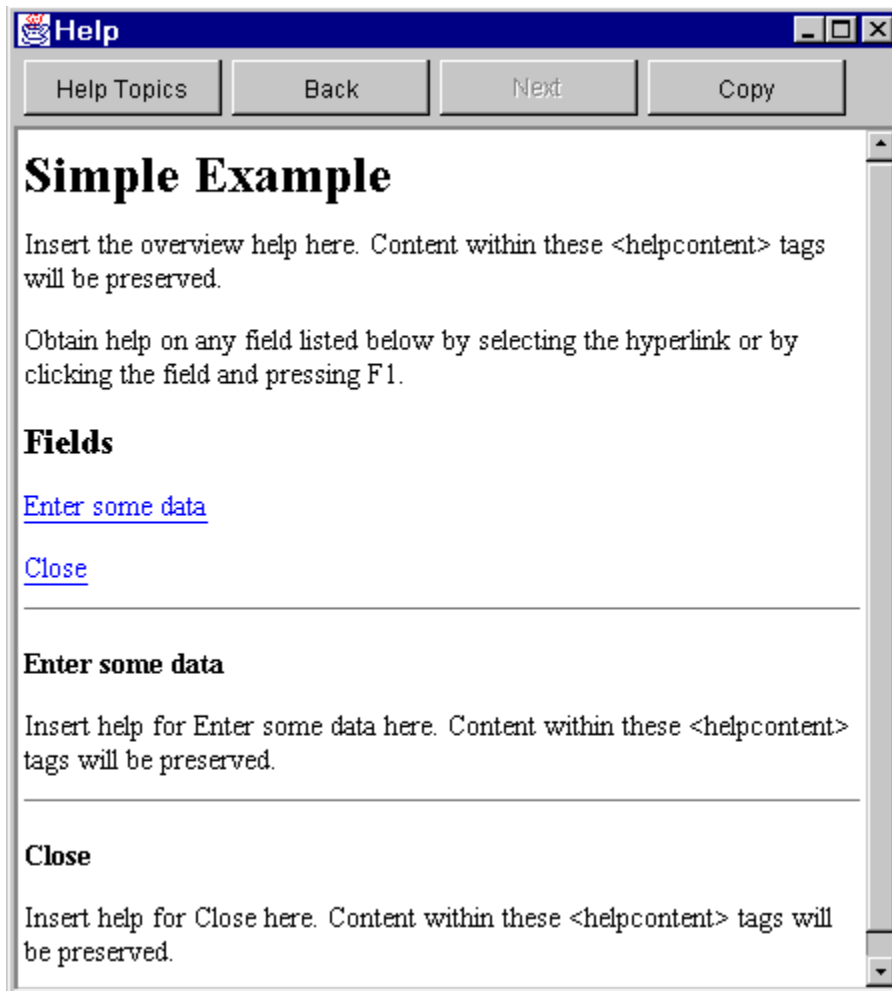 Help
Help Topics Back Next Copy
Simple Example
Insert the overview help here. Content within these <helpcontent> tags
will be preserved.
Obtain help on any field listed below by selecting the hyperlink or by
clicking the field and pressing F1.
Fields
Enter some data
Close
Enter some data
Insert help for Enter some data here. Content within these <helpcontent>
tags will be preserved.
Close
Insert help for Close here. Content within these <helpcontent> tags will
be preserved.